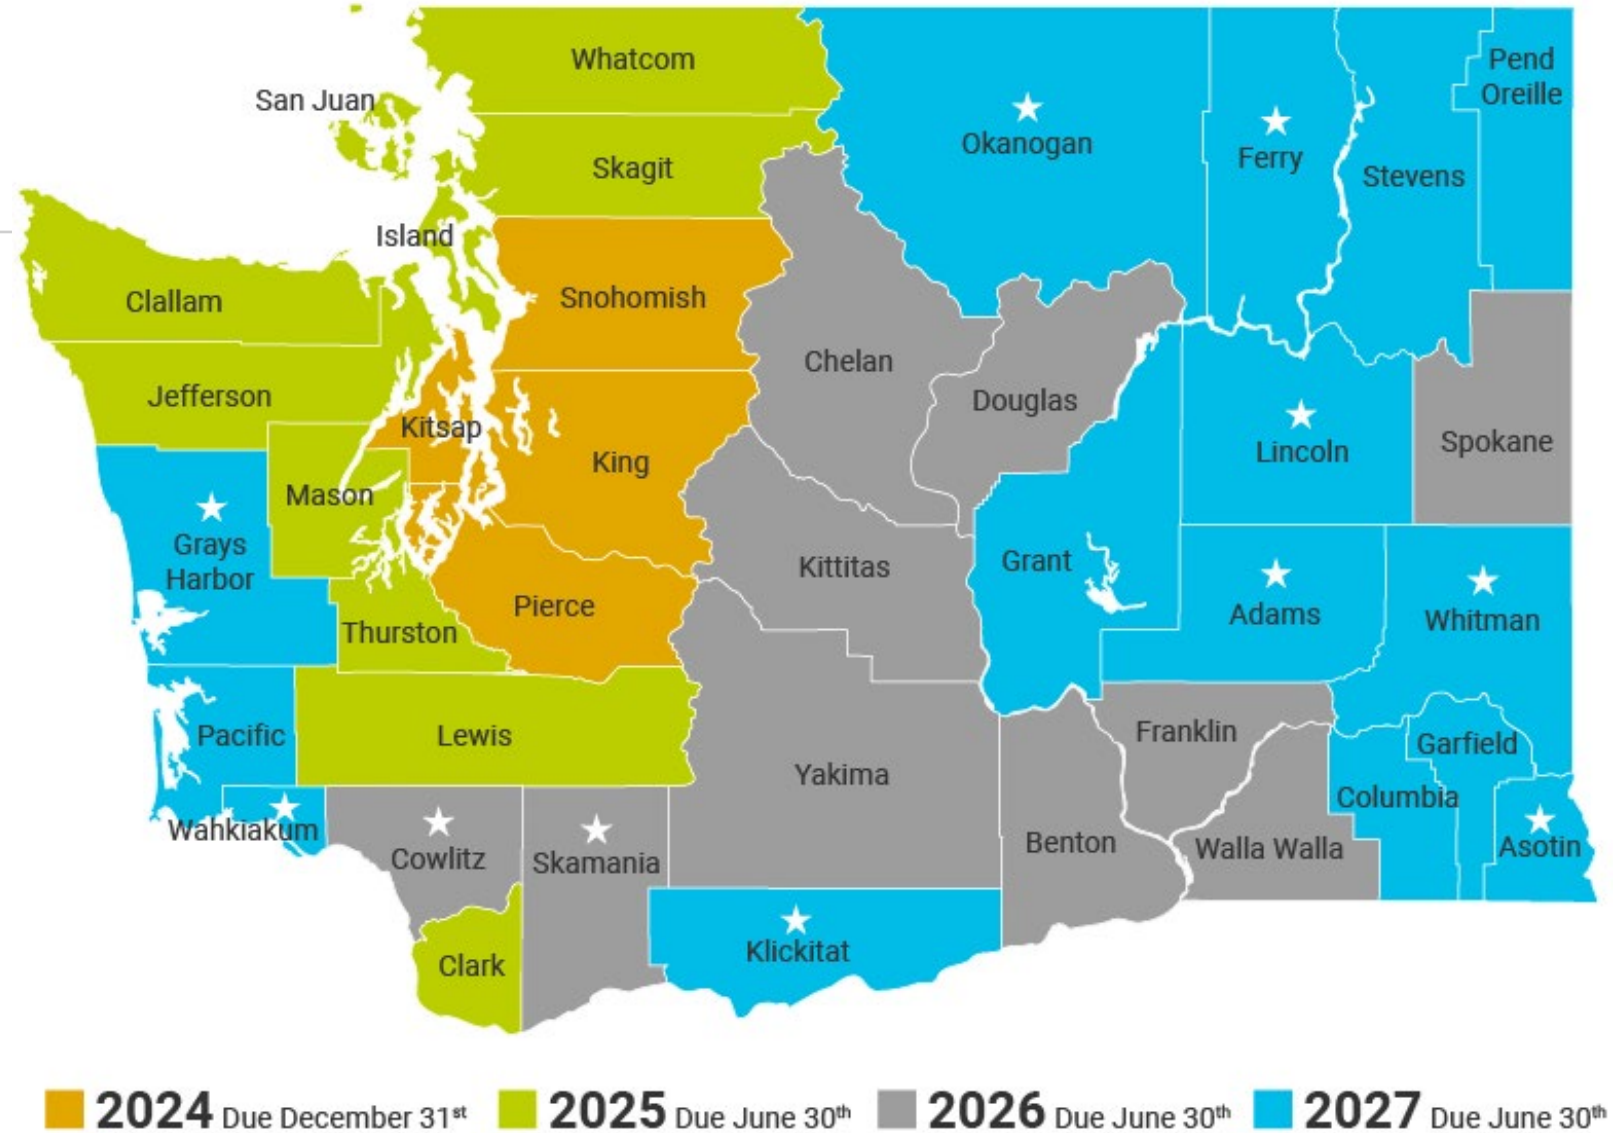 Whatcom
Pend
Oreille
San Juan
Okanogan
Ferry
Skagit
Stevens
Island
Snohomish
Clallam
Chelan
Jefferson
Douglas
Kitsap
King
Spokane
Lincoln
Mason
Grays
Harbor
Grant
Kittitas
Pierce
Adams
Whitman
Thurston
Pacific
Lewis
Franklin
Garfield
Yakima
Columbia
Wahkiakum
Cowlitz
Skamania
Benton
Walla Walla
Asotin
Klickitat
Clark
2024 Due December 31st
2025 Due June 30th
2026 Due June 30th
2027 Due June 30th